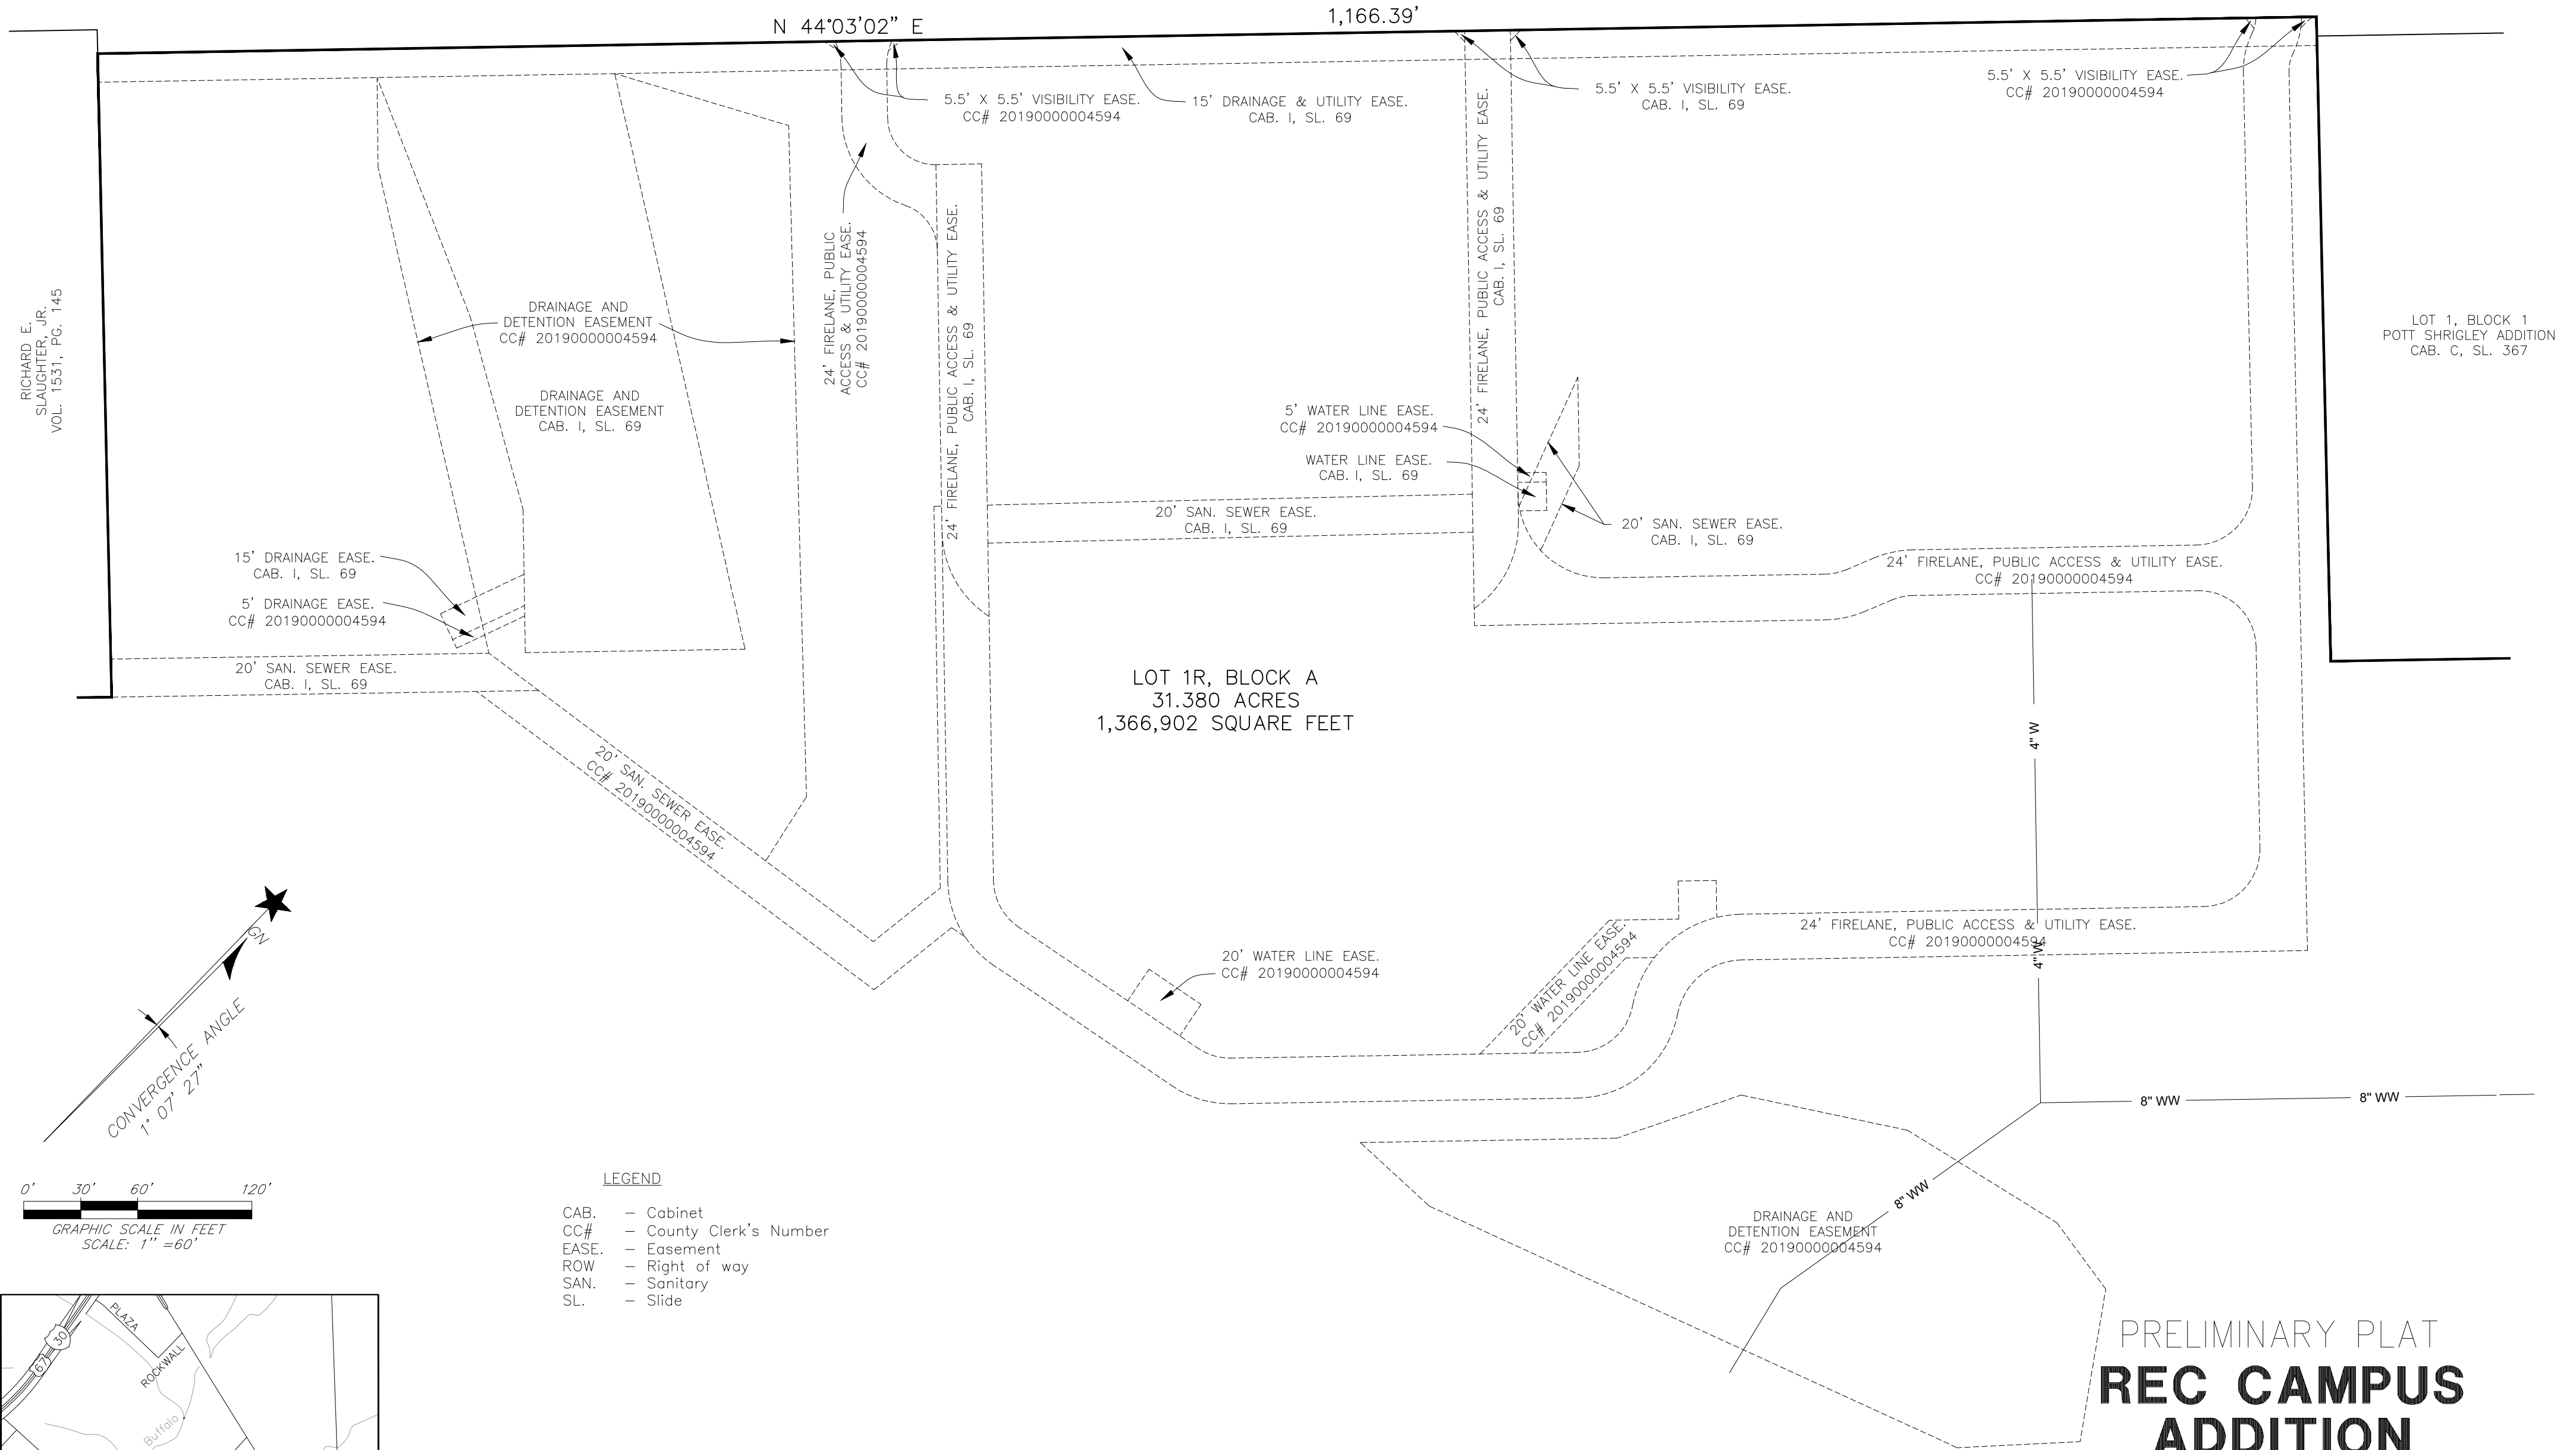 N 44°03'02" E
1,166.39'
5.5' X 5.5' VISIBILITY EASE.
CC# 20190000004594
15' DRAINAGE & UTILITY EASE.
CAB. I, SL. 69
5.5' X 5.5' VISIBILITY EASE.
CAB. I, SL. 69
5.5' X 5.5' VISIBILITY EASE.
CC# 20190000004594
RICHARD E.
SLAUGHTER, JR.
VOL. 1531, PG. 145
DRAINAGE AND
DETENTION EASEMENT
CC# 20190000004594
DRAINAGE AND
DETENTION EASEMENT
CAB. I, SL. 69
24' FIRELANE, PUBLIC
ACCESS & UTILITY EASE.
CC# 20190000004594
24' FIRELANE, PUBLIC ACCESS & UTILITY EASE.
CAB. I, SL. 69
24' FIRELANE, PUBLIC ACCESS & UTILITY EASE.
CAB. I, SL. 69
LOT 1, BLOCK 1
POTT SHRIGLEY ADDITION
CAB. C, SL. 367
5' WATER LINE EASE.
CC# 20190000004594
WATER LINE EASE.
CAB. I, SL. 69
20' SAN. SEWER EASE.
CAB. I, SL. 69
20' SAN. SEWER EASE.
CAB. I, SL. 69
15' DRAINAGE EASE.
CAB. I, SL. 69
5' DRAINAGE EASE.
CC# 20190000004594
20' SAN. SEWER EASE.
CAB. I, SL. 69
24' FIRELANE, PUBLIC ACCESS & UTILITY EASE.
CC# 20190000004594
LOT 1R, BLOCK A
31.380 ACRES
1,366,902 SQUARE FEET
4" W
20' SAN. SEWER EASE.
CC# 20190000004594
24' FIRELANE, PUBLIC ACCESS & UTILITY EASE.
CC# 20190000004594
4" W
20' WATER LINE EASE.
CC# 20190000004594
20' WATER LINE EASE.
CC# 20190000004594
GN
CONVERGENCE ANGLE
1° 07' 27"
8" WW
8" WW
8" WW
0' 30' 60' 120'
GRAPHIC SCALE IN FEET
SCALE: 1" =60'
LEGEND
CAB. – Cabinet
CC# – County Clerk's Number
EASE. – Easement
ROW – Right of way
SAN. – Sanitary
SL. – Slide
DRAINAGE AND
DETENTION EASEMENT
CC# 20190000004594
PLAZA
30
67
ROCKWALL
Buffalo
PRELIMINARY PLAT
REC CAMPUS
ADDITION